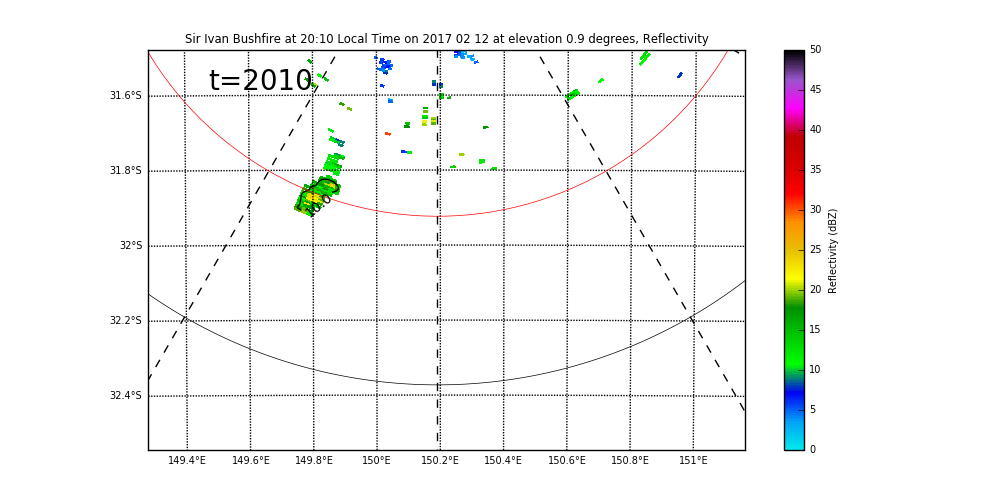 Sir Ivan Bushfire at 20:10 Local Time on 2017 02 12 at elevation 0.9 degrees, Reflectivity
t=2010
31.6°S
31.8°S
32°S
32.2°S
32.4°S
149.4°E 149.6°E 149.8°E 150°E 150.2°E 150.4°E 150.6°E 150.8°E 151°E
50
45
40
35
30
25
20
15
10
5
0
Reflectivity (dBZ)